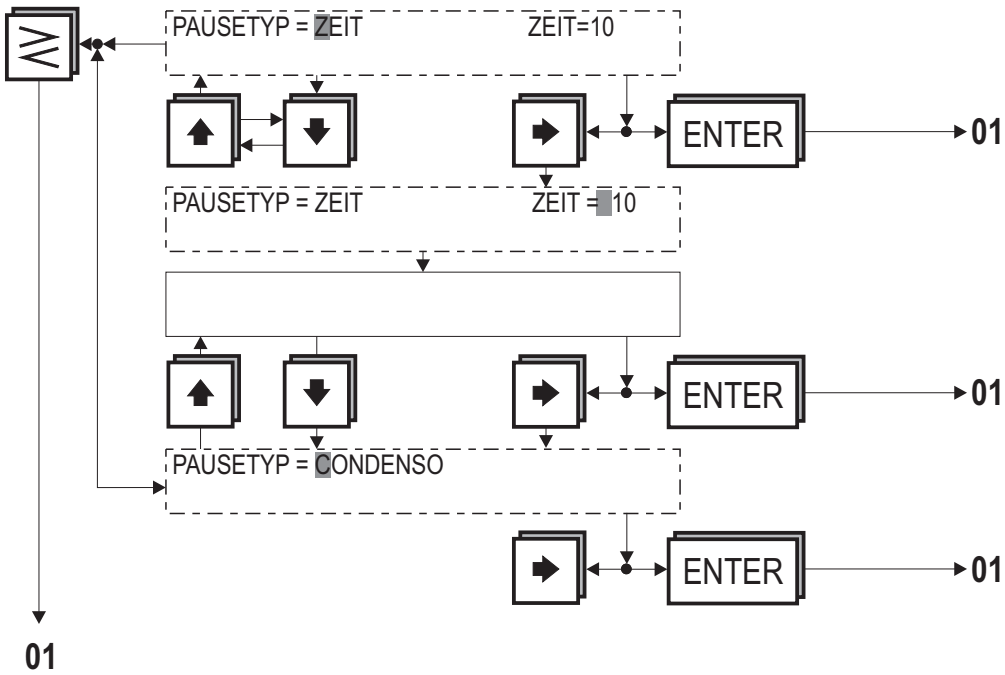 PAUSETYP = ZEIT ZEIT=10
ENTER 01
PAUSETYP = ZEIT ZEIT = 10
ENTER 01
PAUSETYP = CONDENSO
ENTER 01
01